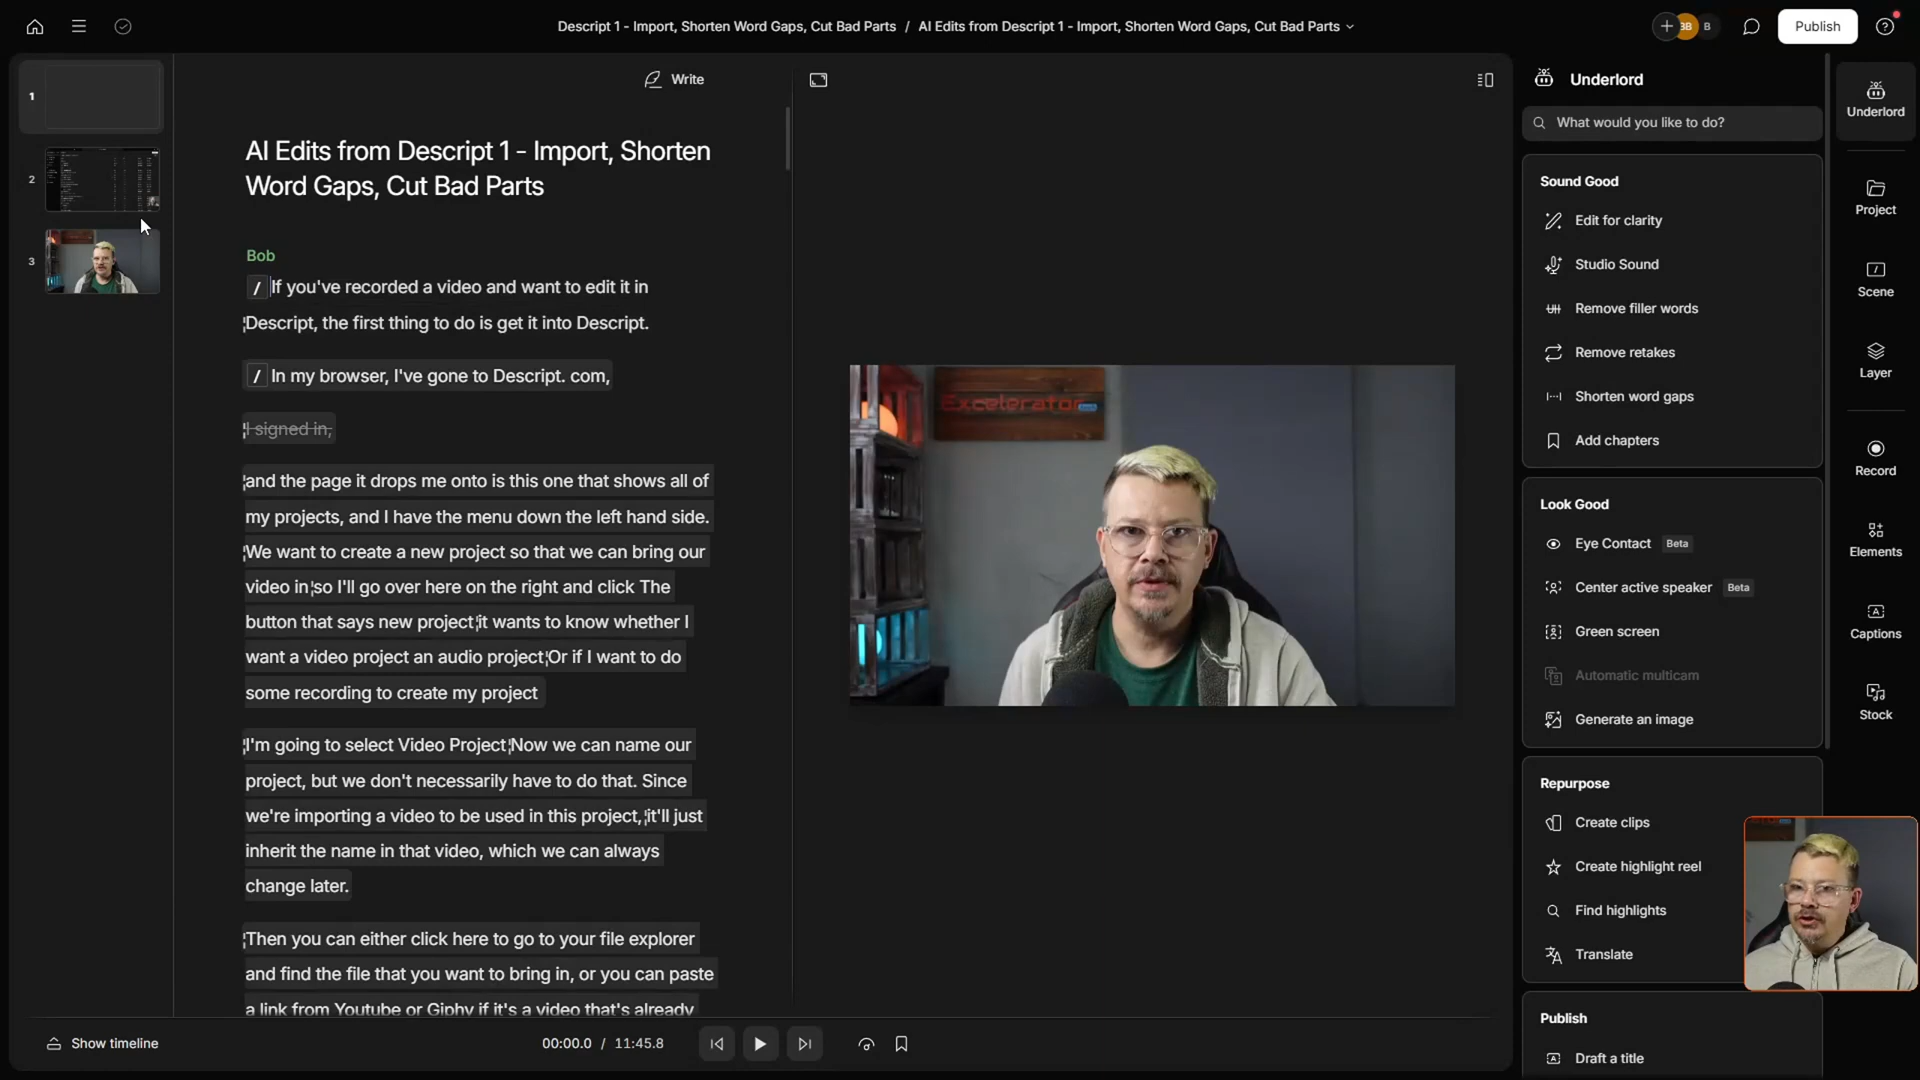 Descript 1 - Import, Shorten Word Gaps, Cut Bad Parts / AI Edits from Descript 1 - Import, Shorten Word Gaps, Cut Bad Parts
BB
B
Publish
1
2
3
Write
AI Edits from Descript 1 - Import, Shorten
Word Gaps, Cut Bad Parts
Bob
/ If you've recorded a video and want to edit it in
Descript, the first thing to do is get it into Descript.
/ In my browser, I've gone to Descript. com,
I signed in,
and the page it drops me onto is this one that shows all of
my projects, and I have the menu down the left hand side.
We want to create a new project so that we can bring our
video in so I'll go over here on the right and click The
button that says new project it wants to know whether I
want a video project an audio project Or if I want to do
some recording to create my project
I'm going to select Video Project Now we can name our
project, but we don't necessarily have to do that. Since
we're importing a video to be used in this project, it'll just
inherit the name in that video, which we can always
change later.
Then you can either click here to go to your file explorer
and find the file that you want to bring in, or you can paste
a link from Youtube or Giphy if it's a video that's already
Excelerator
Show timeline
00:00.0 / 11:45.8
Underlord
What would you like to do?
Sound Good
Edit for clarity
Studio Sound
Remove filler words
Remove retakes
Shorten word gaps
Add chapters
Look Good
Eye Contact Beta
Center active speaker Beta
Green screen
Automatic multicam
Generate an image
Repurpose
Create clips
Create highlight reel
Find highlights
Translate
Publish
Draft a title
Underlord
Project
Scene
Layer
Record
Elements
Captions
Stock